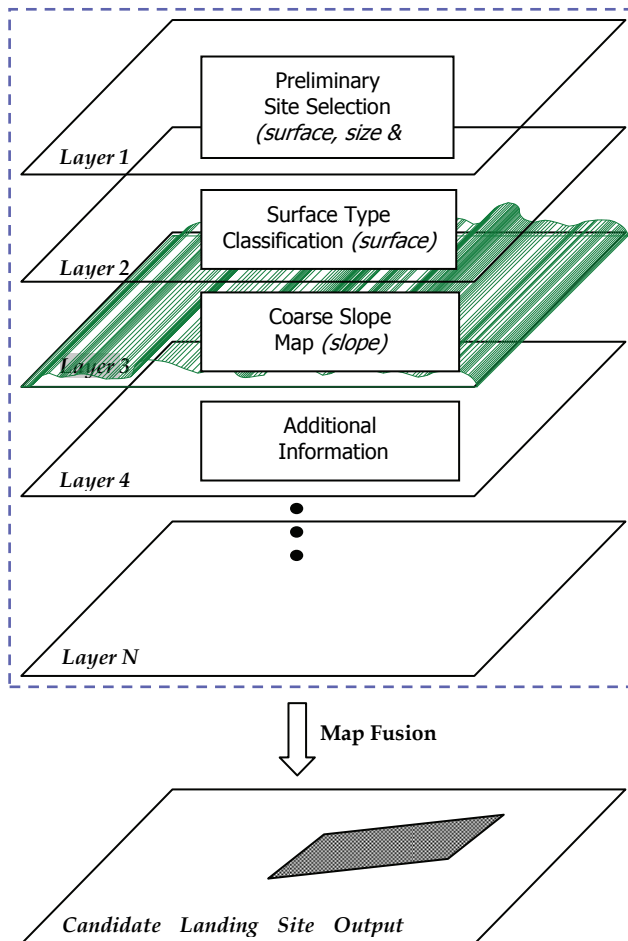 Preliminary
Site Selection
(surface, size &
Layer 1
Surface Type
Classification (surface)
Layer 2
Coarse Slope
Map (slope)
Layer 3
Additional
Information
Layer 4
Layer N
Map Fusion
Candidate Landing Site Output